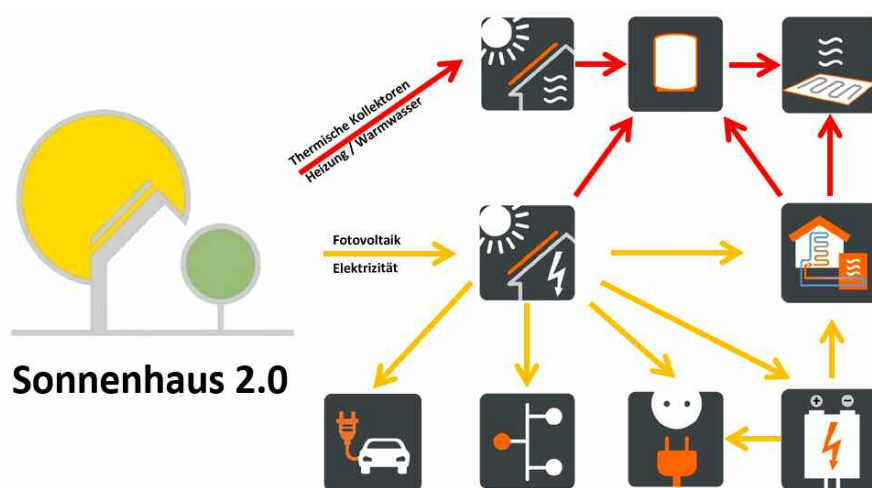 Thermische Kollektoren
Heizung / Warmwasser
Fotovoltaik
Elektrizität
Sonnenhaus 2.0